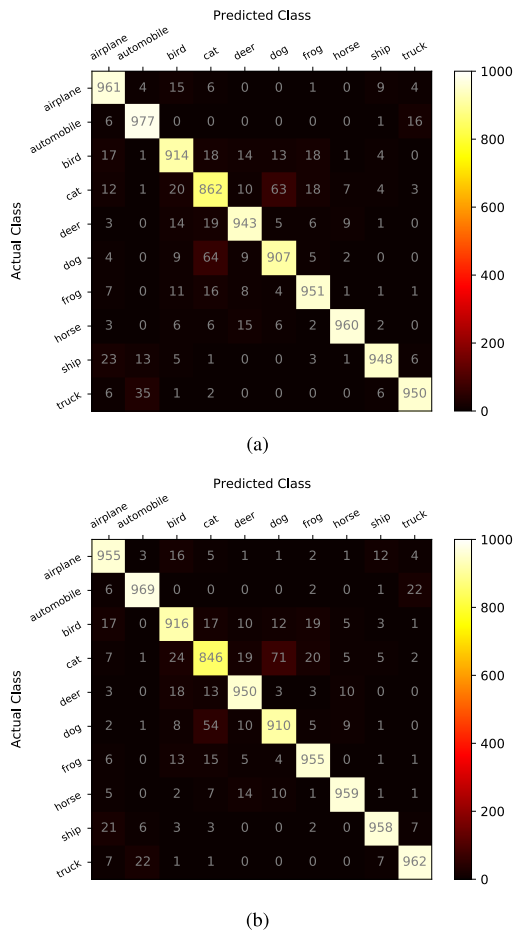 Predicted Class
airplane automobile bird cat deer dog frog horse ship truck
Actual Class
airplane 961 4 15 6 0 0 1 0 9 4
automobile 6 977 0 0 0 0 0 0 1 16
bird 17 1 914 18 14 13 18 1 4 0
cat 12 1 20 862 10 63 18 7 4 3
deer 3 0 14 19 943 5 6 9 1 0
dog 4 0 9 64 9 907 5 2 0 0
frog 7 0 11 16 8 4 951 1 1 1
horse 3 0 6 6 15 6 2 960 2 0
ship 23 13 5 1 0 0 3 1 948 6
truck 6 35 1 2 0 0 0 0 6 950
1000
800
600
400
200
0
(a)
Predicted Class
airplane automobile bird cat deer dog frog horse ship truck
Actual Class
airplane 955 3 16 5 1 1 2 1 12 4
automobile 6 969 0 0 0 0 2 0 1 22
bird 17 0 916 17 10 12 19 5 3 1
cat 7 1 24 846 19 71 20 5 5 2
deer 3 0 18 13 950 3 3 10 0 0
dog 2 1 8 54 10 910 5 9 1 0
frog 6 0 13 15 5 4 955 0 1 1
horse 5 0 2 7 14 10 1 959 1 1
ship 21 6 3 3 0 0 2 0 958 7
truck 7 22 1 1 0 0 0 0 7 962
1000
800
600
400
200
0
(b)